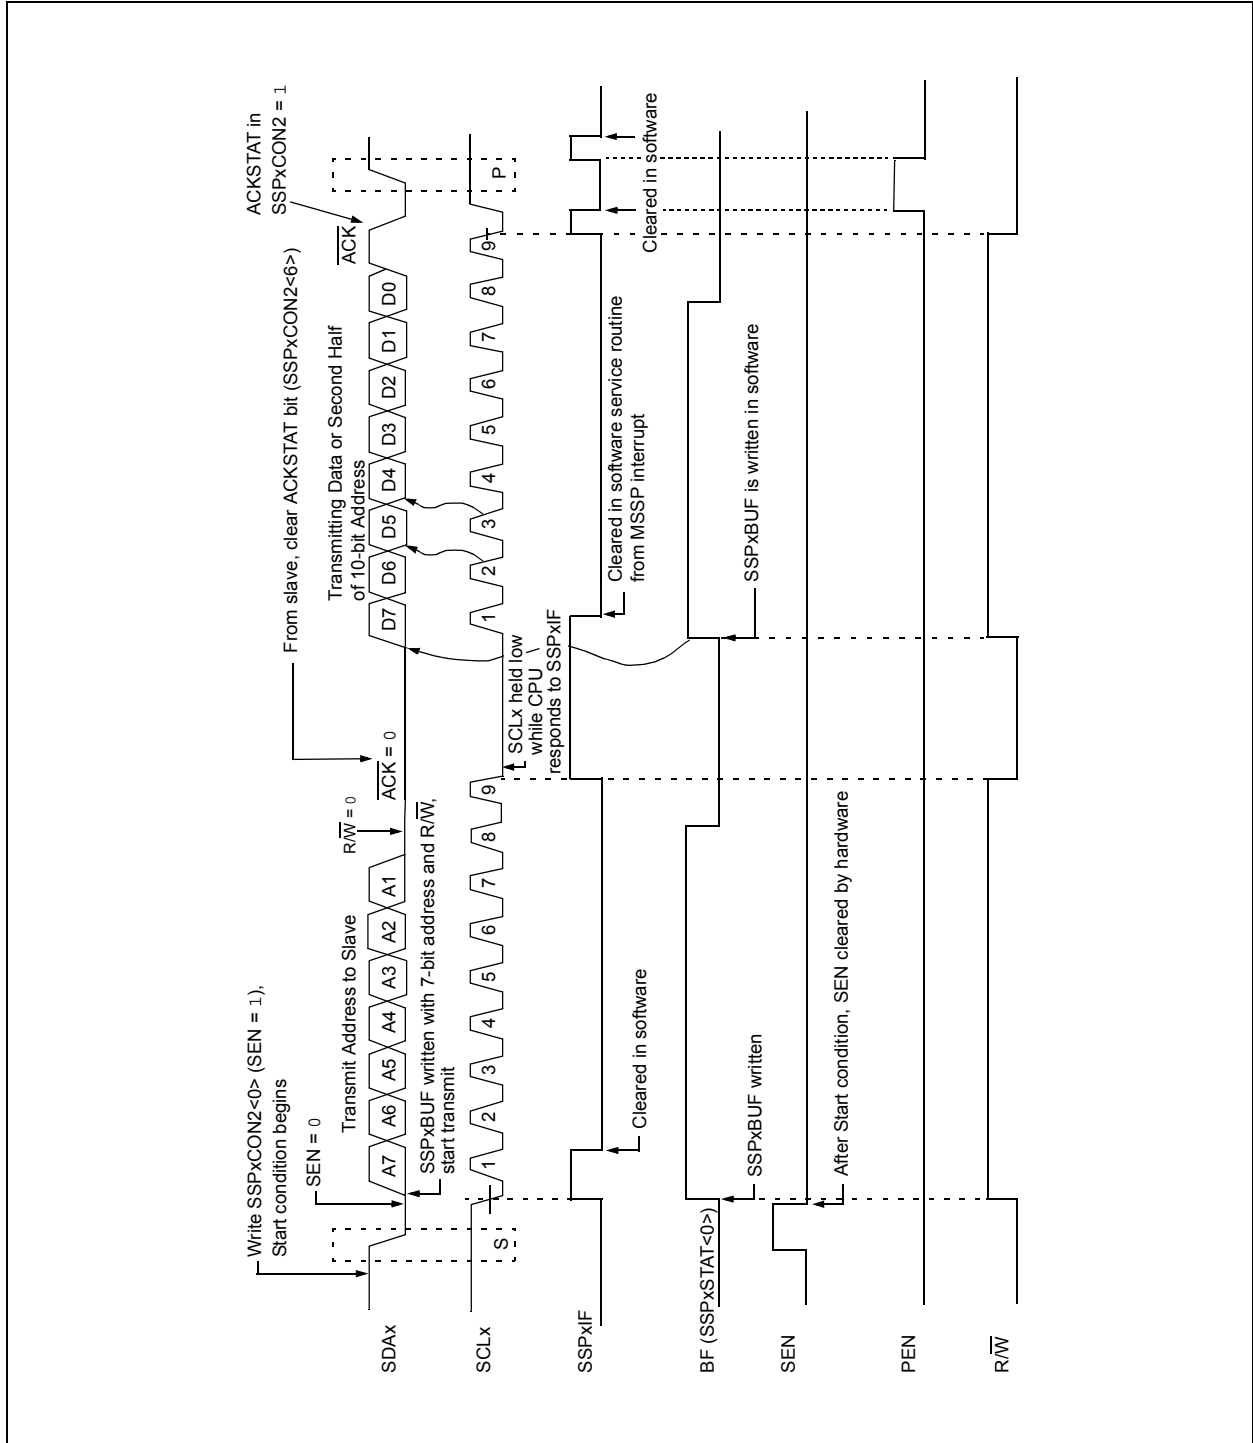 Write SSPxCON2<0> (SEN = 1),
Start condition begins
SEN = 0
From slave, clear ACKSTAT bit (SSPxCON2<6>)
ACKSTAT in
SSPxCON2 = 1
Transmit Address to Slave
R/W = 0
ACK = 0
Transmitting Data or Second Half
of 10-bit Address
ACK
SDAx
A7 A6 A5 A4 A3 A2 A1
D7 D6 D5 D4 D3 D2 D1 D0
SSPxBUF written with 7-bit address and R/W,
start transmit
SCLx
S
1 2 3 4 5 6 7 8 9
1 2 3 4 5 6 7 8 9
P
SCLx held low
while CPU
responds to SSPxIF
SSPxIF
Cleared in software
Cleared in software service routine
from MSSP interrupt
Cleared in software
BF (SSPxSTAT<0>)
SSPxBUF written
SSPxBUF is written in software
SEN
After Start condition, SEN cleared by hardware
PEN
R/W